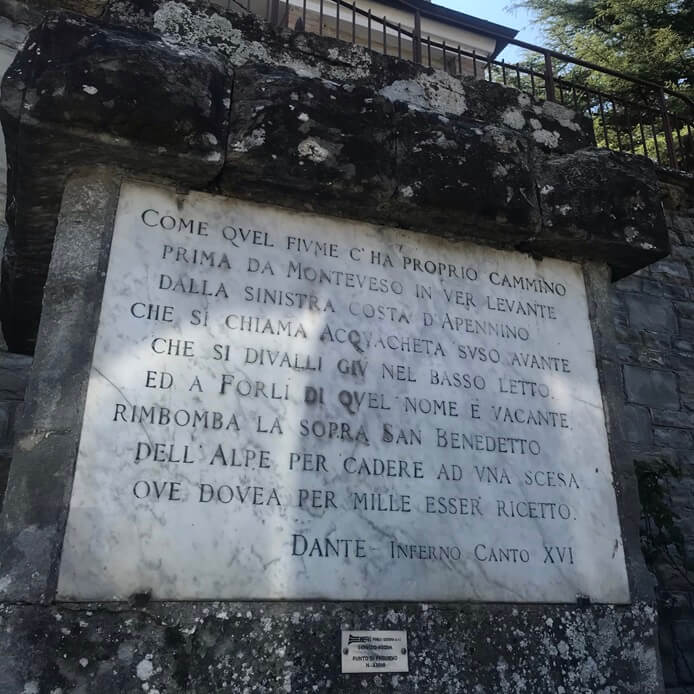 COME QVEL FIVME C'HA PROPRIO CAMMINO
PRIMA DA MONTEVESO IN VER LEVANTE
DALLA SINISTRA COSTA D'APENNINO
CHE SI CHIAMA ACQVACHETA SVSO AVANTE
CHE SI DIVALLI GIV NEL BASSO LETTO.
ED A FORLÌ DI QVEL NOME È VACANTE.
RIMBOMBA LA SOPRA SAN BENEDETTO
DELL'ALPE PER CADERE AD VNA SCESA
OVE DOVEA PER MILLE ESSER RICETTO.
DANTE - INFERNO CANTO XVI
PUNTO DI
N.